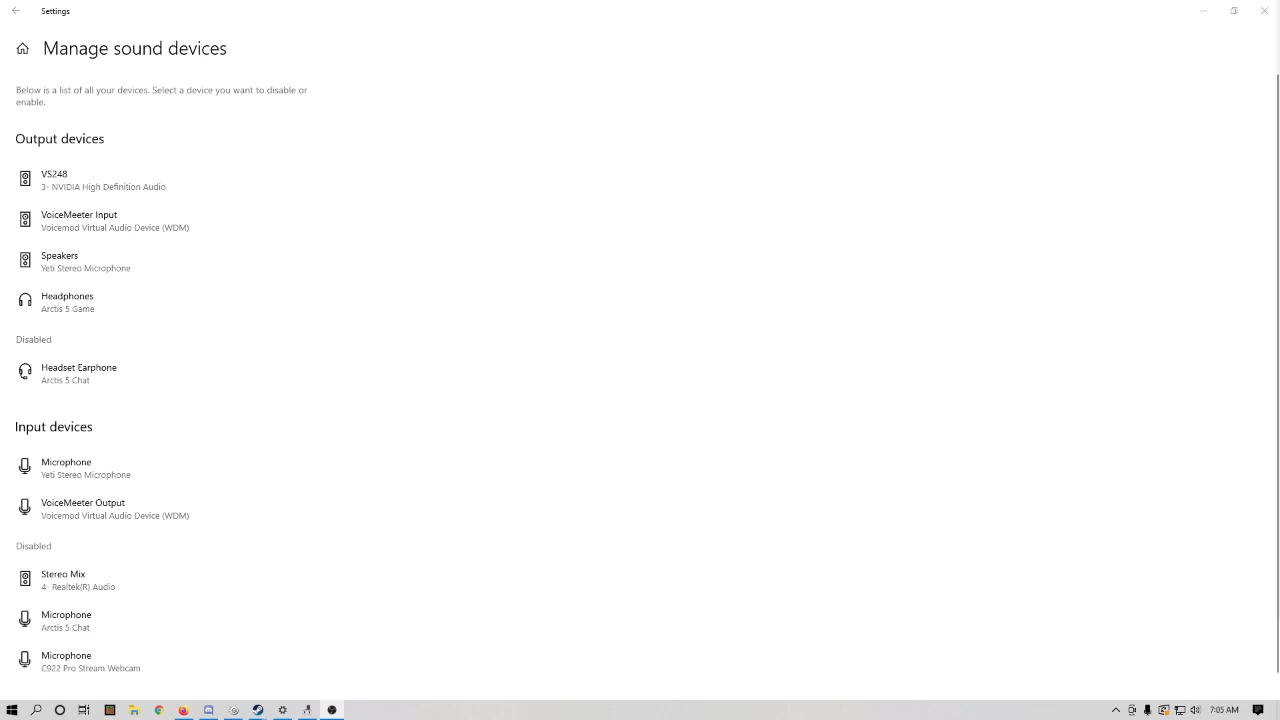 Settings
Manage sound devices
Below is a list of all your devices. Select a device you want to disable or
enable.
Output devices
VS248
3- NVIDIA High Definition Audio
VoiceMeeter Input
Voicemod Virtual Audio Device (WDM)
Speakers
Yeti Stereo Microphone
Headphones
Arctis 5 Game
Disabled
Headset Earphone
Arctis 5 Chat
Input devices
Microphone
Yeti Stereo Microphone
VoiceMeeter Output
Voicemod Virtual Audio Device (WDM)
Disabled
Stereo Mix
4- Realtek(R) Audio
Microphone
Arctis 5 Chat
Microphone
C922 Pro Stream Webcam
7:05 AM